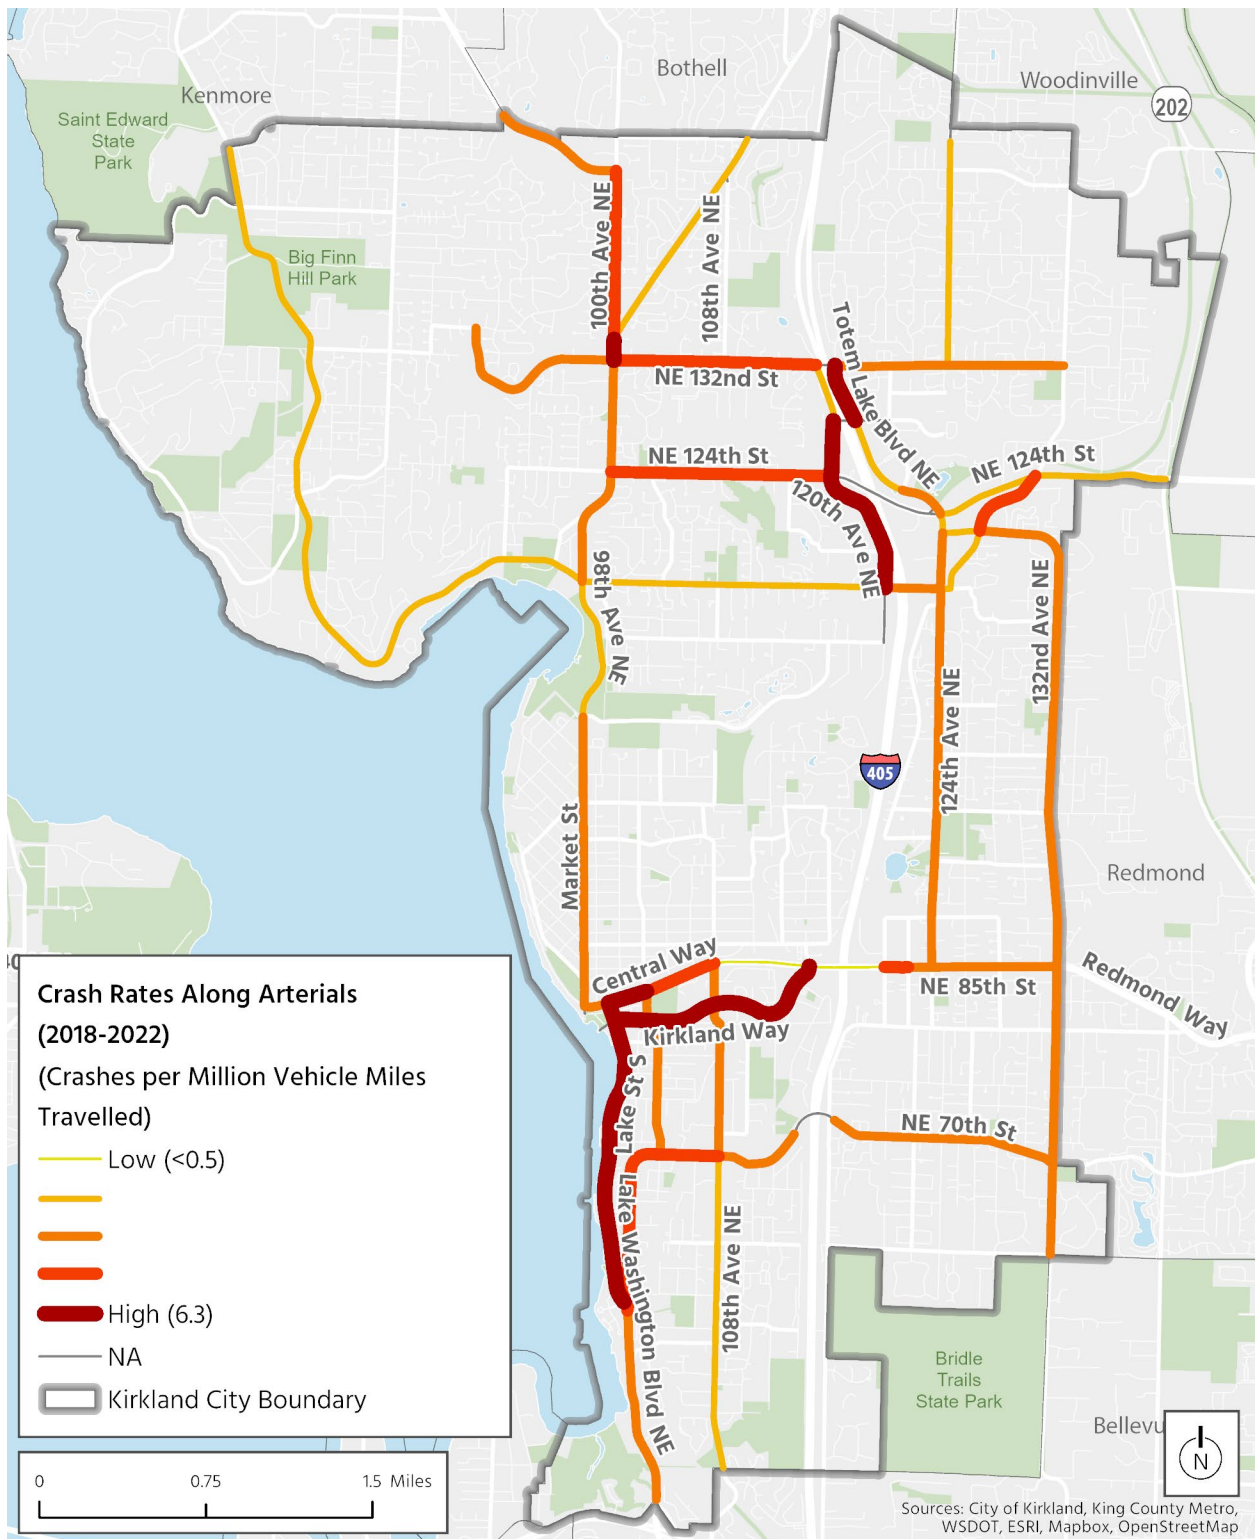 Bothell
Woodinville
Kenmore
202
Saint Edward
State
Park
100th Ave NE
108th Ave NE
Big Finn
Hill Park
Totem Lake Blvd NE
NE 132nd St
NE 124th St
NE 124th St
120th Ave NE
98th Ave NE
132nd Ave NE
124th Ave NE
405
Market St
Redmond
Central Way
Redmond Way
NE 85th St
Kirkland Way
S Lake St
NE 70th St
Lake Washington Blvd NE
108th Ave NE
Bridle
Trails
State Park
Bellevu
N
Crash Rates Along Arterials
(2018-2022)
(Crashes per Million Vehicle Miles
Travelled)
Low (<0.5)
High (6.3)
NA
Kirkland City Boundary
0 0.75 1.5 Miles
Sources: City of Kirkland, King County Metro,
WSDOT, ESRI, Mapbox, OpenStreetMap